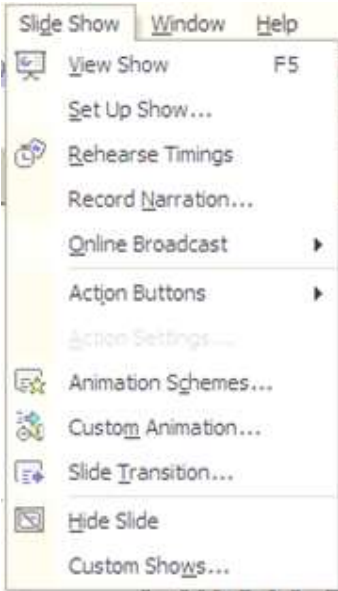 Slide Show Window Help
View Show F5
Set Up Show...
Rehearse Timings
Record Narration...
Online Broadcast
Action Buttons
Action Settings...
Animation Schemes...
Custom Animation...
Slide Transition...
Hide Slide
Custom Shows...